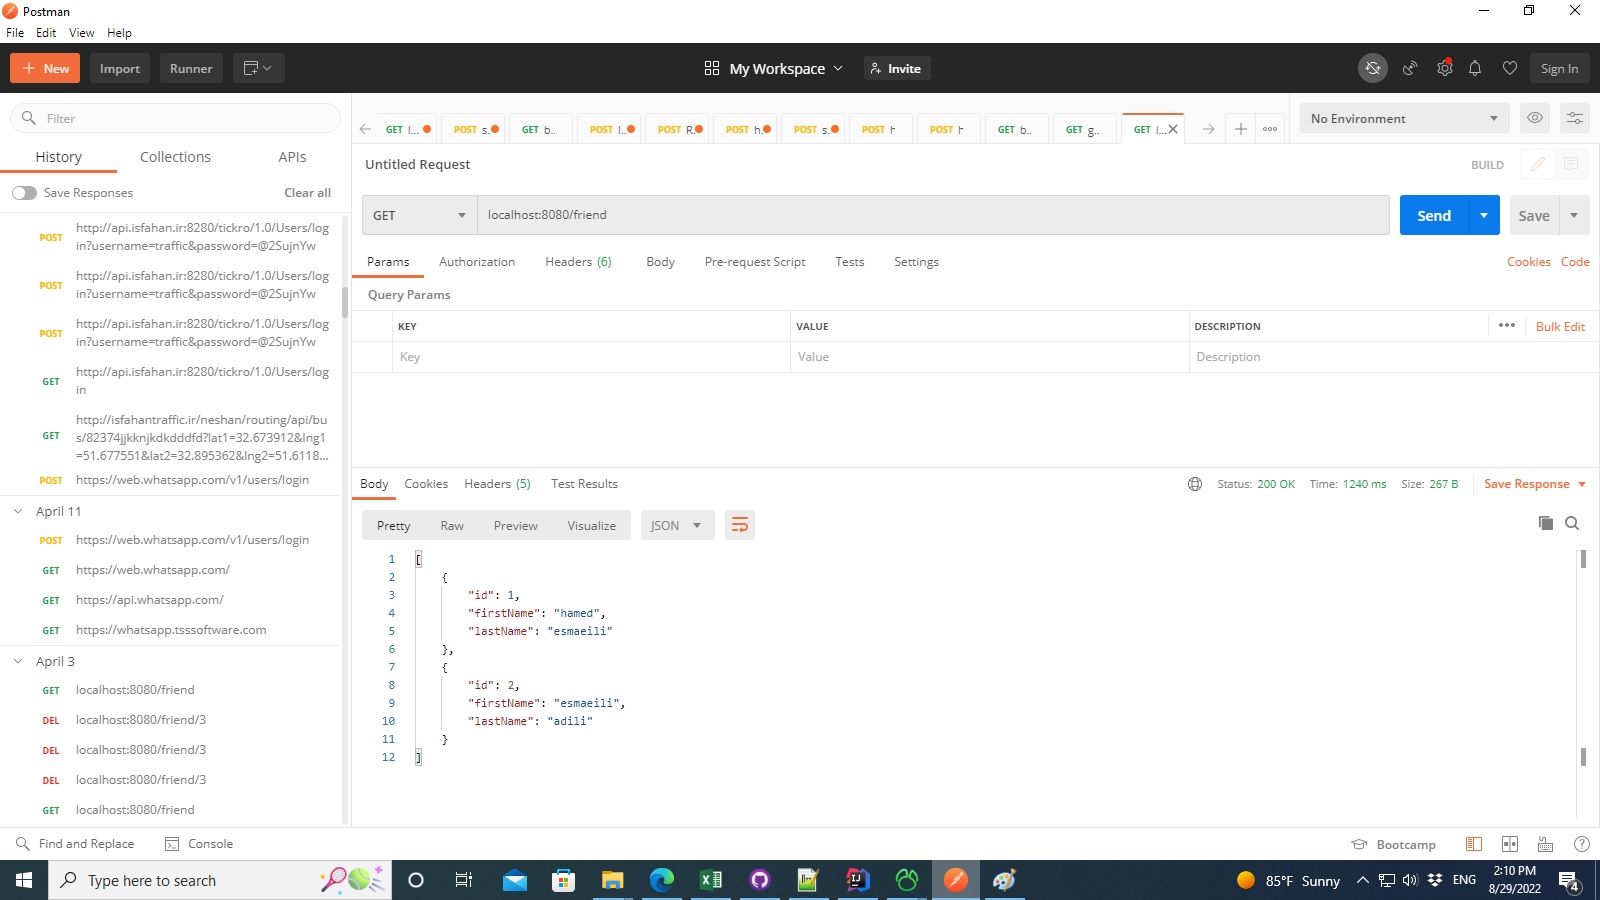 Postman
File Edit View Help
New Import Runner My Workspace Invite Sign In
Filter
History Collections APIs
Save Responses Clear all
POST http://api.isfahan.ir:8280/tickro/1.0/Users/log
in?username=traffic&password=@2SujnYw
POST http://api.isfahan.ir:8280/tickro/1.0/Users/log
in?username=traffic&password=@2SujnYw
POST http://api.isfahan.ir:8280/tickro/1.0/Users/log
in?username=traffic&password=@2SujnYw
GET http://api.isfahan.ir:8280/tickro/1.0/Users/log
in
GET http://isfahantraffic.ir/neshan/routing/api/bu
s/82374jjkknjkdkdddfd?lat1=32.673912&lng1
=51.677551&lat2=32.895362&lng2=51.6118...
POST https://web.whatsapp.com/v1/users/login
April 11
POST https://web.whatsapp.com/v1/users/login
GET https://web.whatsapp.com/
GET https://api.whatsapp.com/
GET https://whatsapp.tsssoftware.com
April 3
GET localhost:8080/friend
DEL localhost:8080/friend/3
DEL localhost:8080/friend/3
DEL localhost:8080/friend/3
GET localhost:8080/friend
GET l... POST s. GET b.. POST l.. POST R. POST h. POST s. POST h POST h GET b.. GET g.. GET l...
No Environment
Untitled Request BUILD
GET localhost:8080/friend Send Save
Params Authorization Headers (6) Body Pre-request Script Tests Settings Cookies Code
Query Params
KEY VALUE DESCRIPTION ••• Bulk Edit
Key Value Description
Body Cookies Headers (5) Test Results Status: 200 OK Time: 1240 ms Size: 267 B Save Response
Pretty Raw Preview Visualize JSON
1 [
2 {
3 "id": 1,
4 "firstName": "hamed",
5 "lastName": "esmaeili"
6 },
7 {
8 "id": 2,
9 "firstName": "esmaeili",
10 "lastName": "adili"
11 }
12 ]
Find and Replace Console Bootcamp
Type here to search 85°F Sunny ENG 2:10 PM
8/29/2022 4